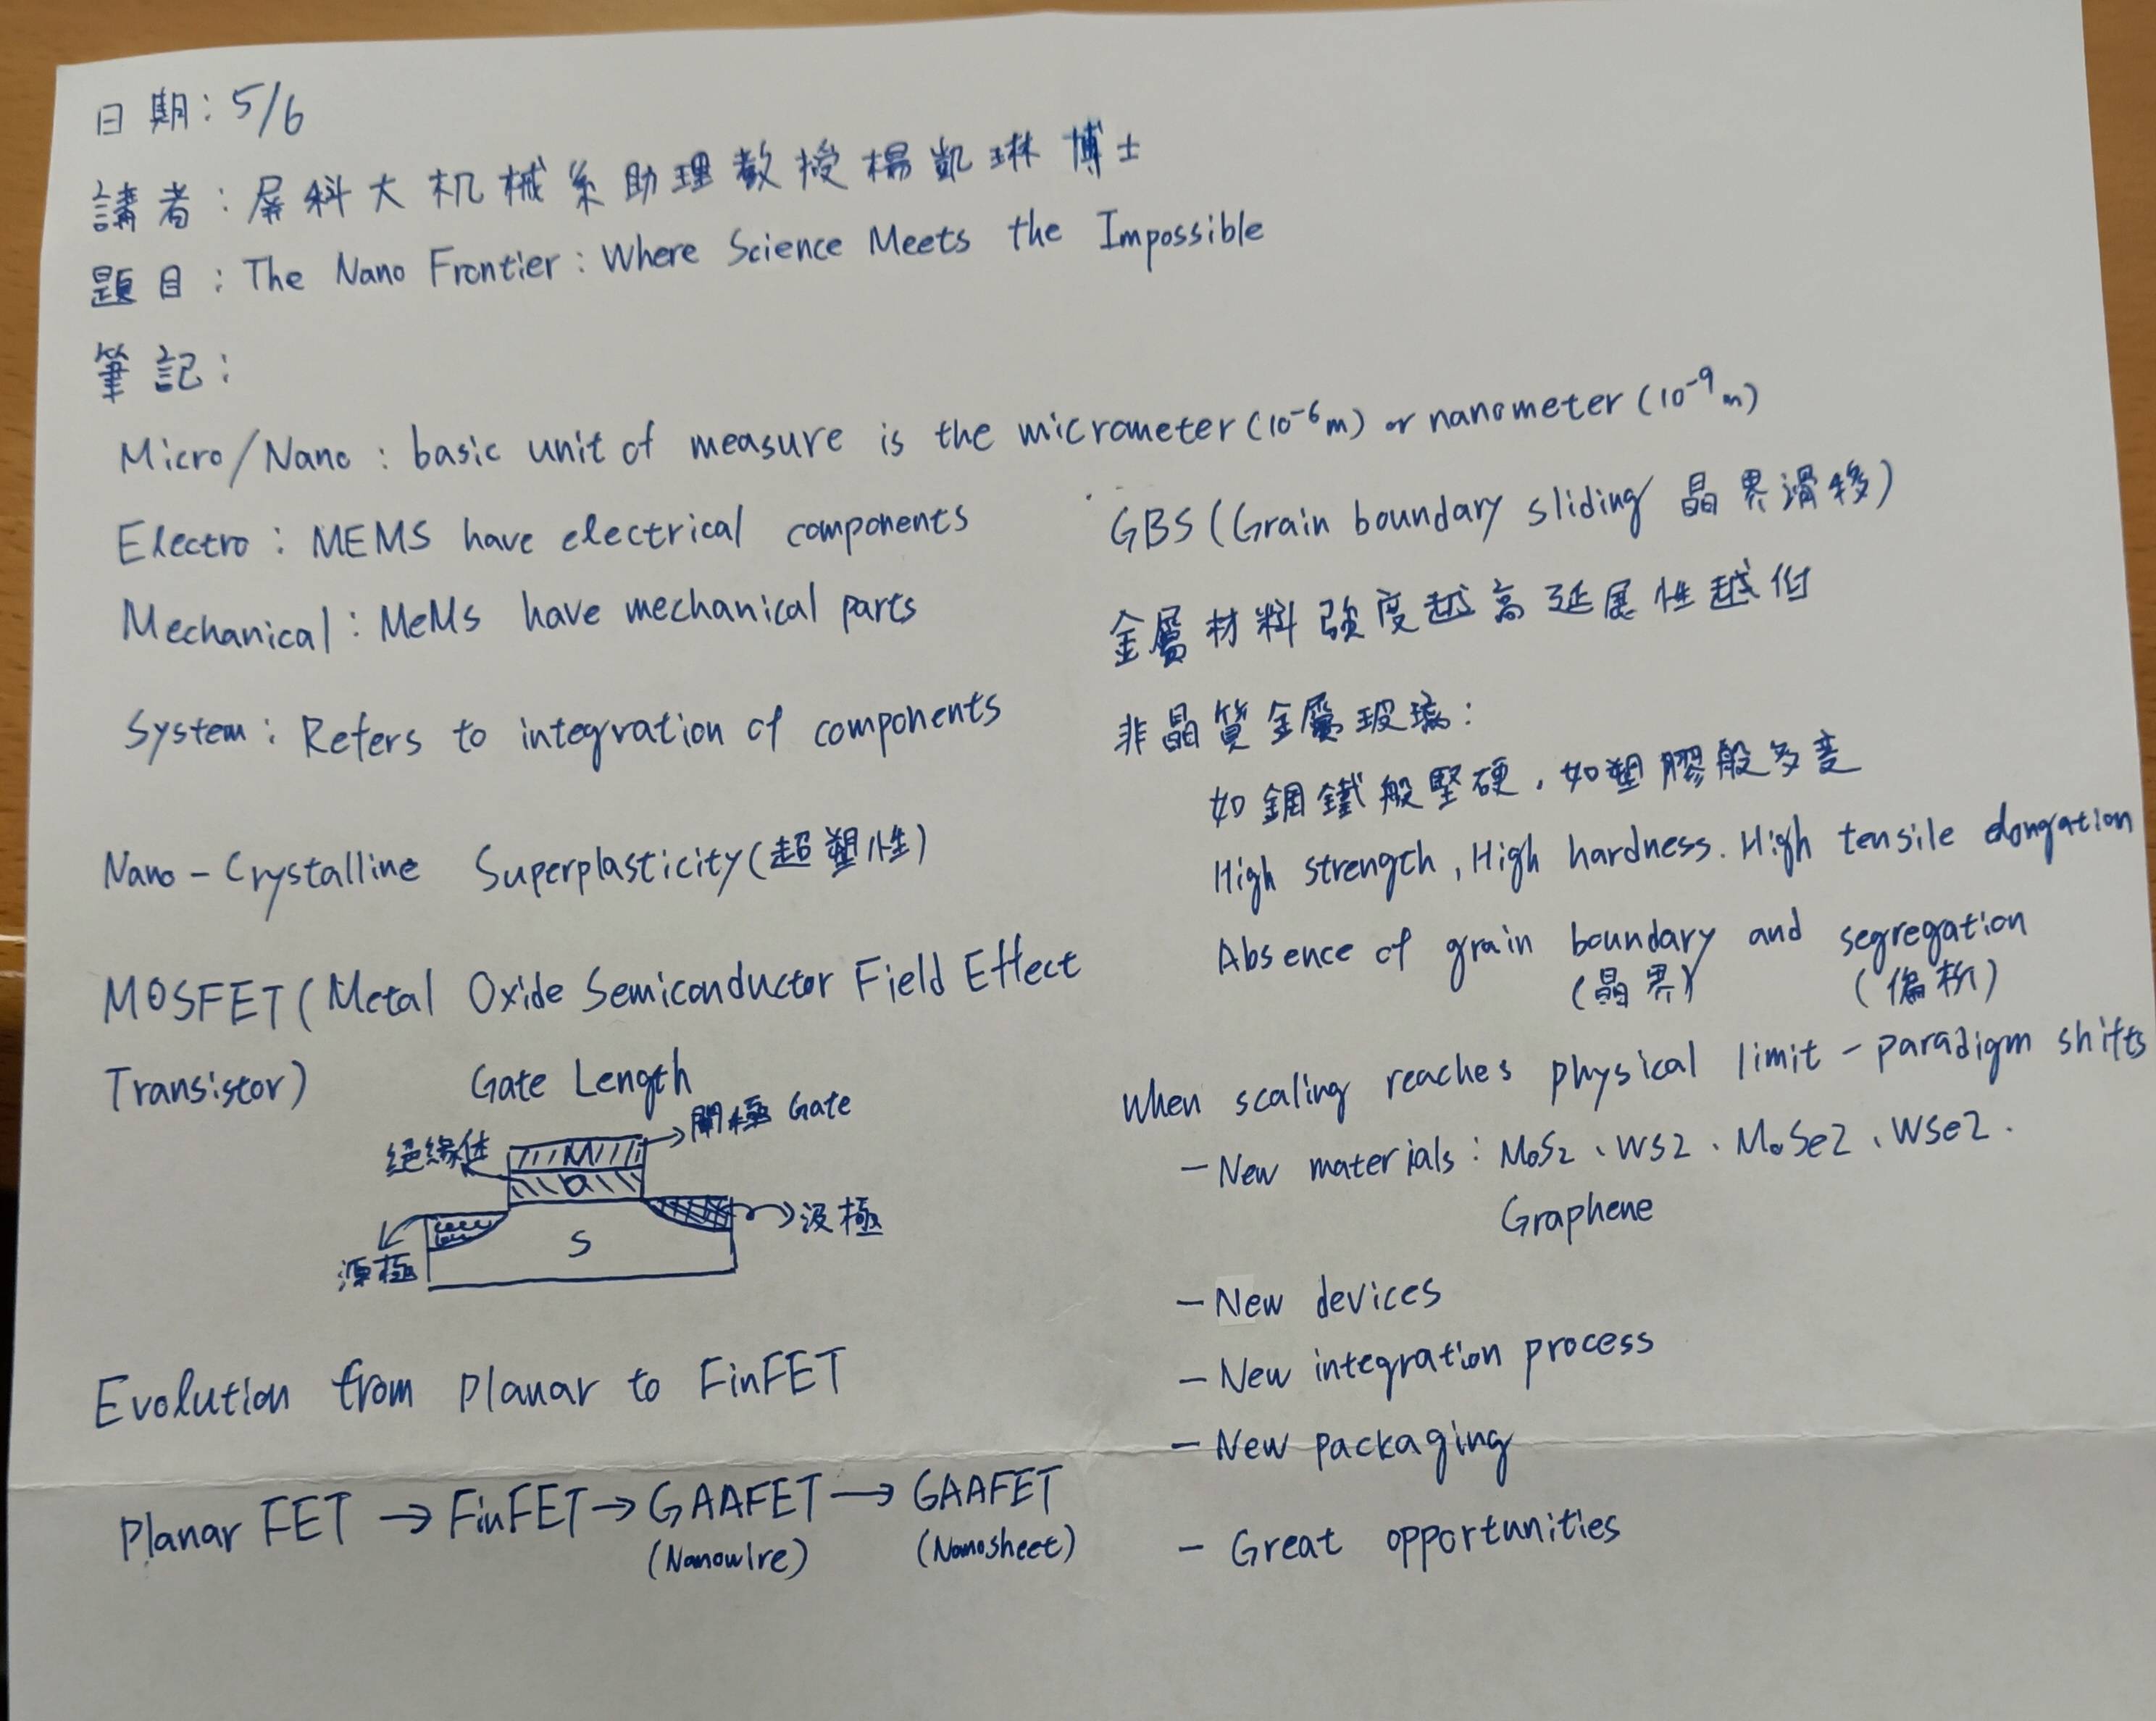 日期：5/6
講者：屏科大机械系助理教授楊凱琳博士
題目：The Nano Frontier：Where Science Meets the Impossible
筆記：
Micro/Nano：basic unit of measure is the micrometer(10⁻⁶m) or nanometer(10⁻⁹m)
Electro：MEMS have electrical components
Mechanical：MeMs have mechanical parts
System：Refers to integration of components
Nano-Crystalline Superplasticity(超塑性)
MOSFET(Metal Oxide Semiconductor Field Effect
Transistor)
Gate Length
閘極 Gate
絕緣体
M
O
S
汲極
源極
Evolution from planar to FinFET
Planar FET → FinFET → GAAFET → GAAFET
(Nanowire) (Nanosheet)
GBS(Grain boundary sliding 晶界滑移)
金屬材料強度越高延展性越低
非晶質金屬玻璃：
如鋼鐵般堅硬，如塑膠般多變
High strength, High hardness. High tensile elongation
Absence of grain boundary and segregation
(晶界) (偏析)
When scaling reaches physical limit - paradigm shifts
- New materials：MoS2、WS2、MoSe2、WSe2.
Graphene
- New devices
- New integration process
- New packaging
- Great opportunities